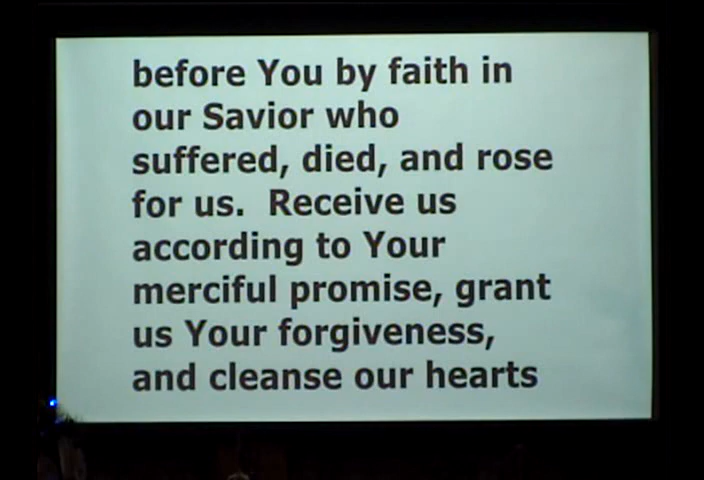 before You by faith in
our Savior who
suffered, died, and rose
for us.  Receive us
according to Your
merciful promise, grant
us Your forgiveness,
and cleanse our hearts